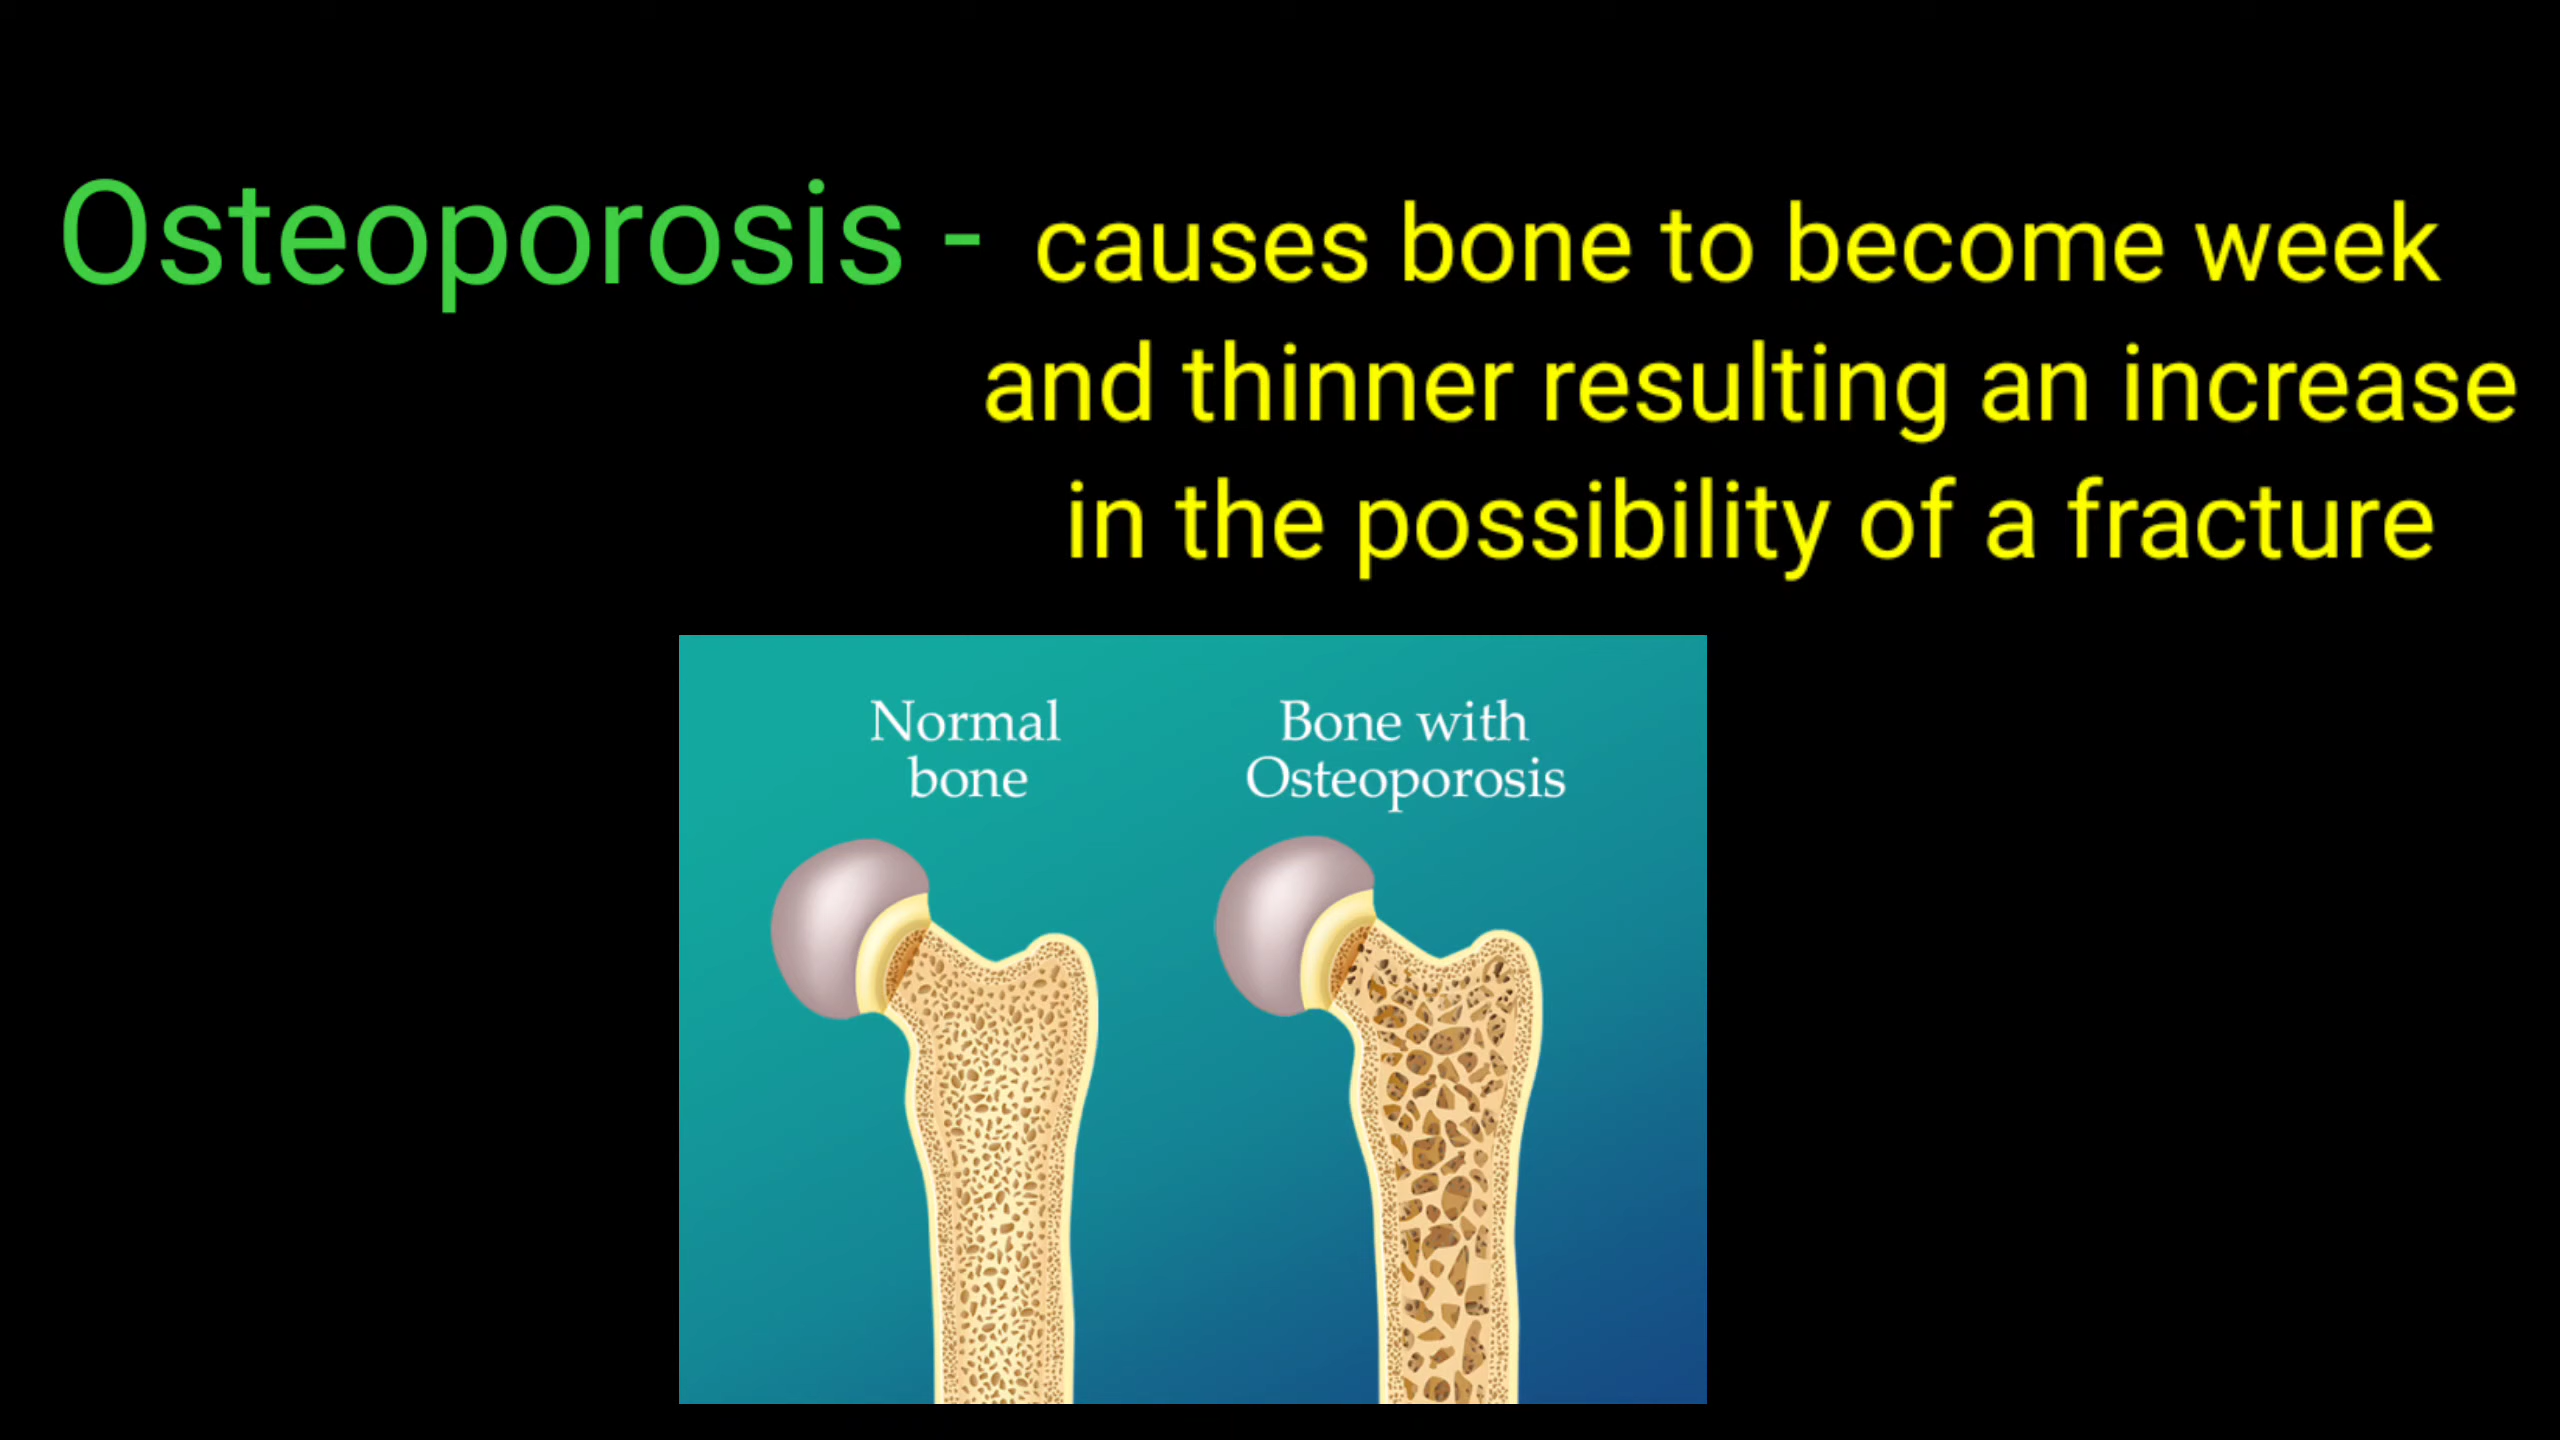 Osteoporosis - causes bone to become week
and thinner resulting an increase
in the possibility of a fracture
Normal
bone
Bone with
Osteoporosis